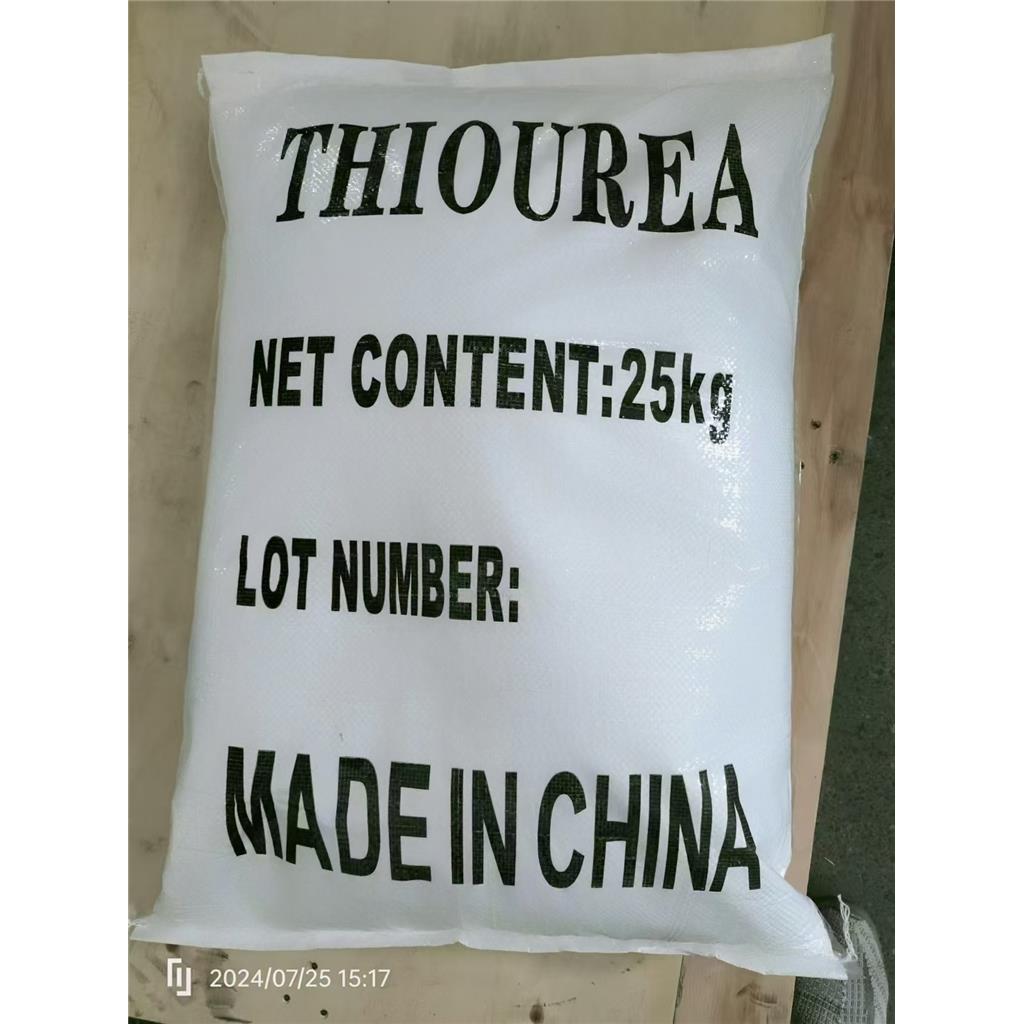 THIOUREA
NET CONTENT:25kg
LOT NUMBER:
MADE IN CHINA
2024/07/25 15:17